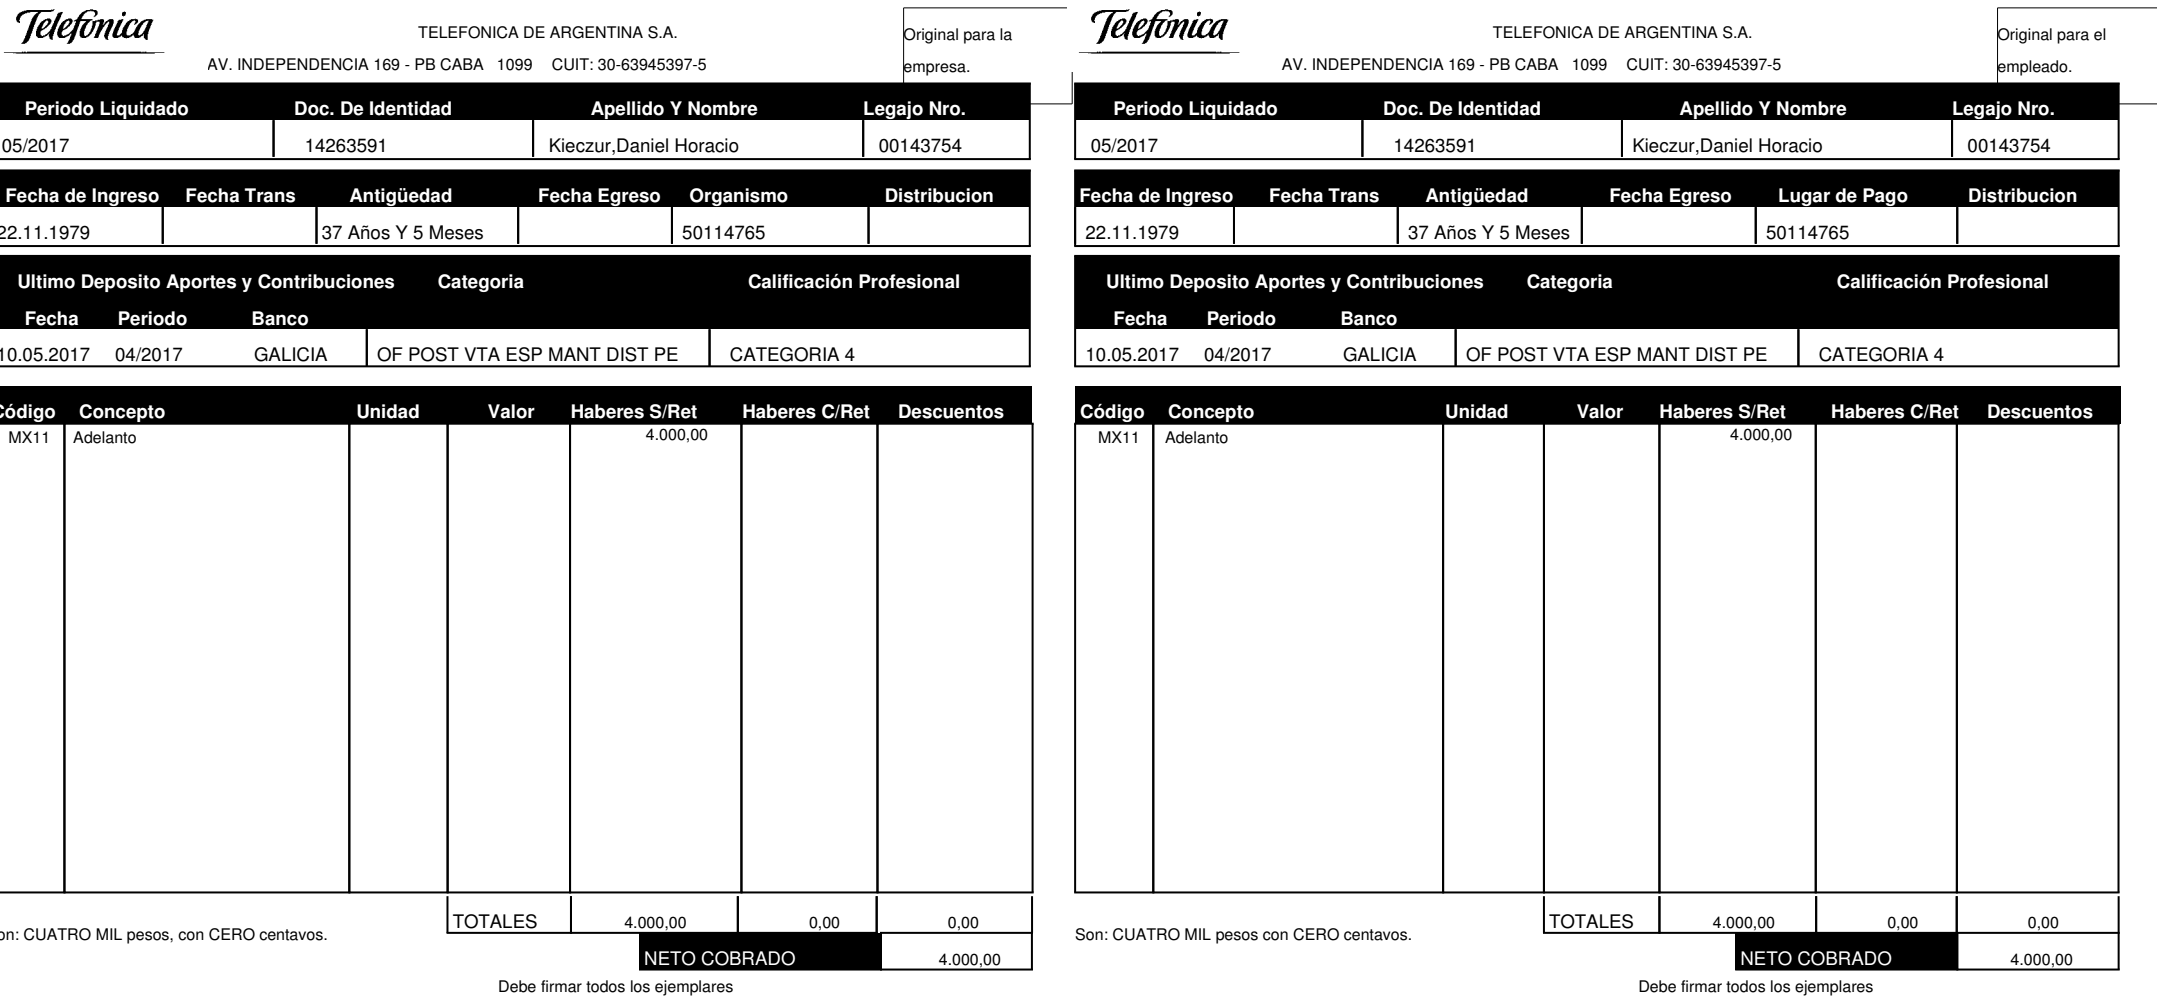 Telefónica
TELEFONICA DE ARGENTINA S.A.
Original para la
AV. INDEPENDENCIA 169 - PB CABA 1099 CUIT: 30-63945397-5
empresa.
Periodo Liquidado Doc. De Identidad Apellido Y Nombre Legajo Nro.
05/2017 14263591 Kieczur,Daniel Horacio 00143754
Fecha de Ingreso Fecha Trans Antigüedad Fecha Egreso Organismo Distribucion
22.11.1979 37 Años Y 5 Meses 50114765
Ultimo Deposito Aportes y Contribuciones Categoria Calificación Profesional
Fecha Periodo Banco
10.05.2017 04/2017 GALICIA OF POST VTA ESP MANT DIST PE CATEGORIA 4
Código Concepto Unidad Valor Haberes S/Ret Haberes C/Ret Descuentos
MX11 Adelanto 4.000,00
TOTALES 4.000,00 0,00 0,00
on: CUATRO MIL pesos, con CERO centavos.
NETO COBRADO 4.000,00
Debe firmar todos los ejemplares
Telefónica
TELEFONICA DE ARGENTINA S.A.
Original para el
AV. INDEPENDENCIA 169 - PB CABA 1099 CUIT: 30-63945397-5
empleado.
Periodo Liquidado Doc. De Identidad Apellido Y Nombre Legajo Nro.
05/2017 14263591 Kieczur,Daniel Horacio 00143754
Fecha de Ingreso Fecha Trans Antigüedad Fecha Egreso Lugar de Pago Distribucion
22.11.1979 37 Años Y 5 Meses 50114765
Ultimo Deposito Aportes y Contribuciones Categoria Calificación Profesional
Fecha Periodo Banco
10.05.2017 04/2017 GALICIA OF POST VTA ESP MANT DIST PE CATEGORIA 4
Código Concepto Unidad Valor Haberes S/Ret Haberes C/Ret Descuentos
MX11 Adelanto 4.000,00
TOTALES 4.000,00 0,00 0,00
Son: CUATRO MIL pesos con CERO centavos.
NETO COBRADO 4.000,00
Debe firmar todos los ejemplares